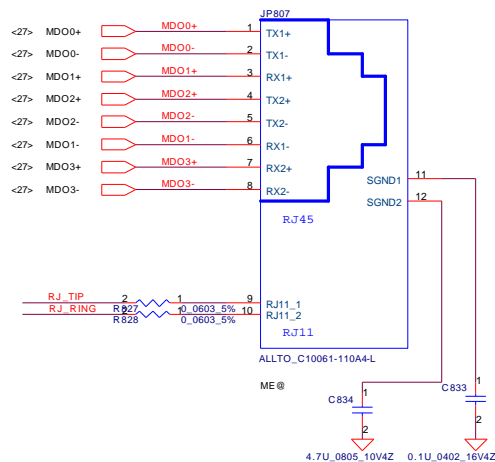 JP807
<27> MDO0+ MDO0+ 1 TX1+
<27> MDO0- MDO0- 2 TX1-
<27> MDO1+ MDO1+ 3 RX1+
<27> MDO2+ MDO2+ 4 TX2+
<27> MDO2- MDO2- 5 TX2-
<27> MDO1- MDO1- 6 RX1-
<27> MDO3+ MDO3+ 7 RX2+
<27> MDO3- MDO3- 8 RX2-
SGND1 11
SGND2 12
RJ45
RJ_TIP 2 1 9 RJ11_1
R827 0_0603_5%
RJ_RING 2 1 10 RJ11_2
R828 0_0603_5%
RJ11
ALLTO_C10061-110A4-L
ME@
C834 1 2
C833 1 2
4.7U_0805_10V4Z 0.1U_0402_16V4Z